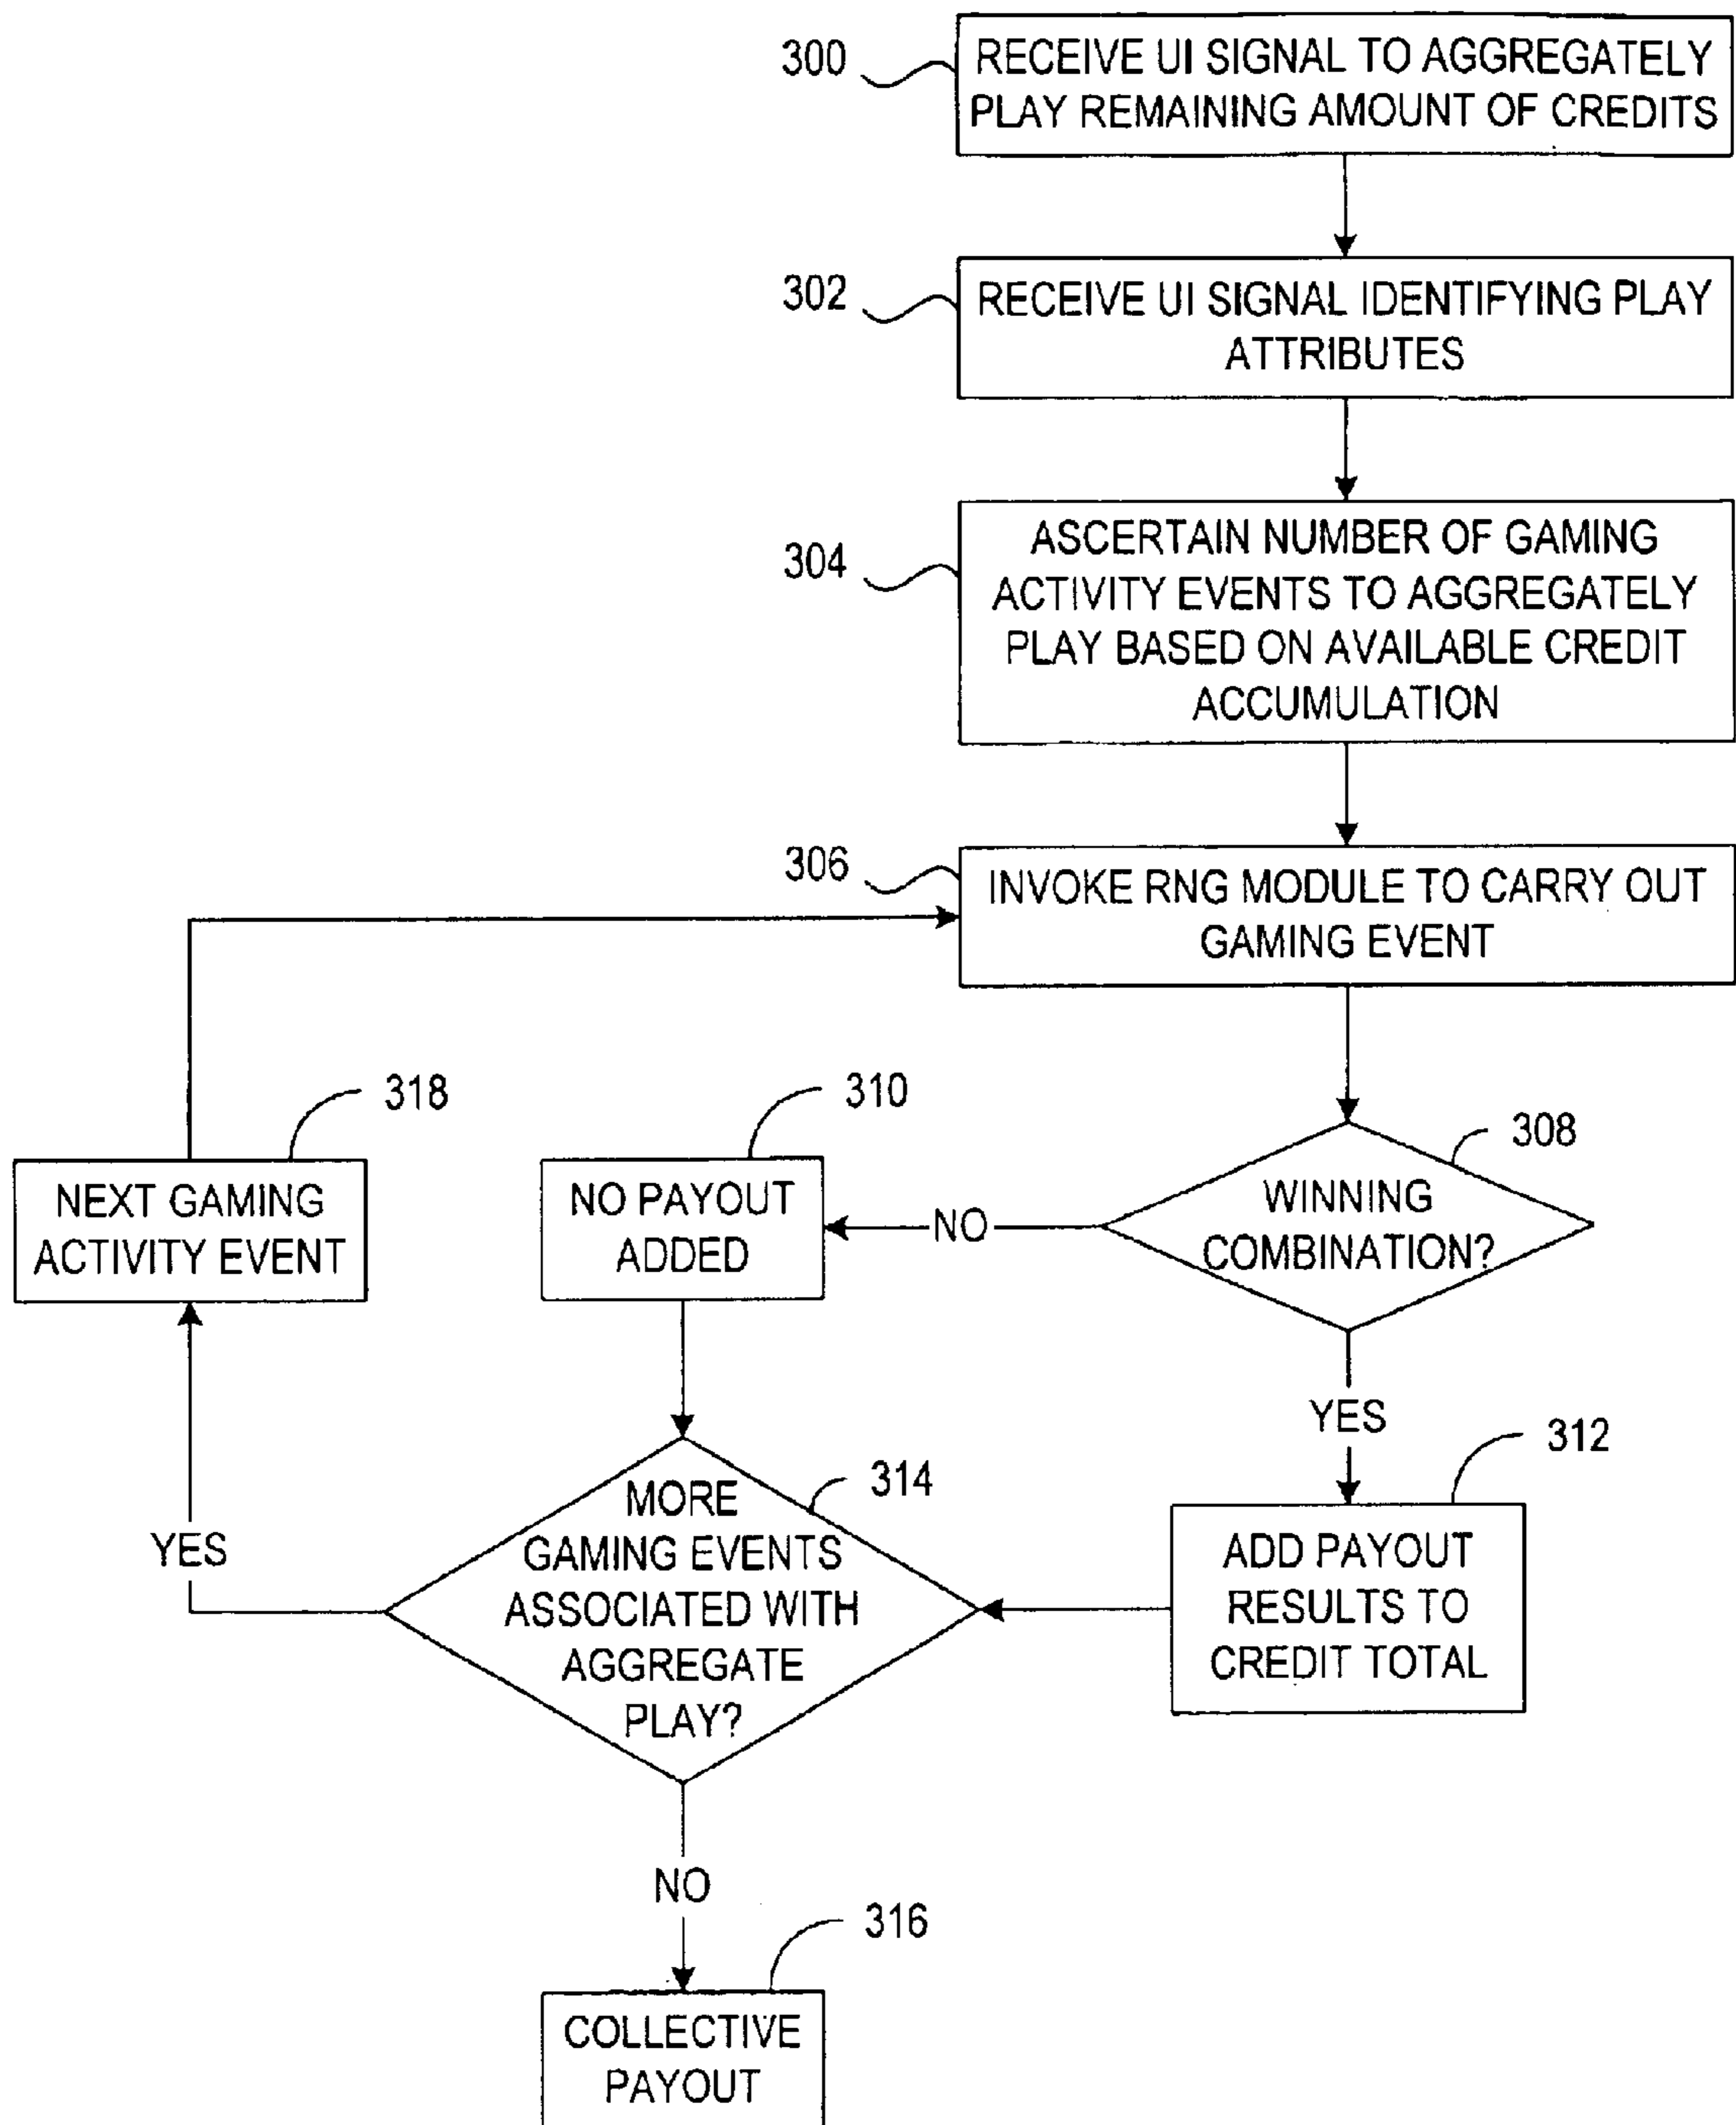 300
RECEIVE UI SIGNAL TO AGGREGATELY
PLAY REMAINING AMOUNT OF CREDITS
302
RECEIVE UI SIGNAL IDENTIFYING PLAY
ATTRIBUTES
304
ASCERTAIN NUMBER OF GAMING
ACTIVITY EVENTS TO AGGREGATELY
PLAY BASED ON AVAILABLE CREDIT
ACCUMULATION
306
INVOKE RNG MODULE TO CARRY OUT
GAMING EVENT
318
NEXT GAMING
ACTIVITY EVENT
310
NO PAYOUT
ADDED
NO
308
WINNING
COMBINATION?
YES
312
ADD PAYOUT
RESULTS TO
CREDIT TOTAL
314
MORE
GAMING EVENTS
ASSOCIATED WITH
AGGREGATE
PLAY?
YES
NO
316
COLLECTIVE
PAYOUT